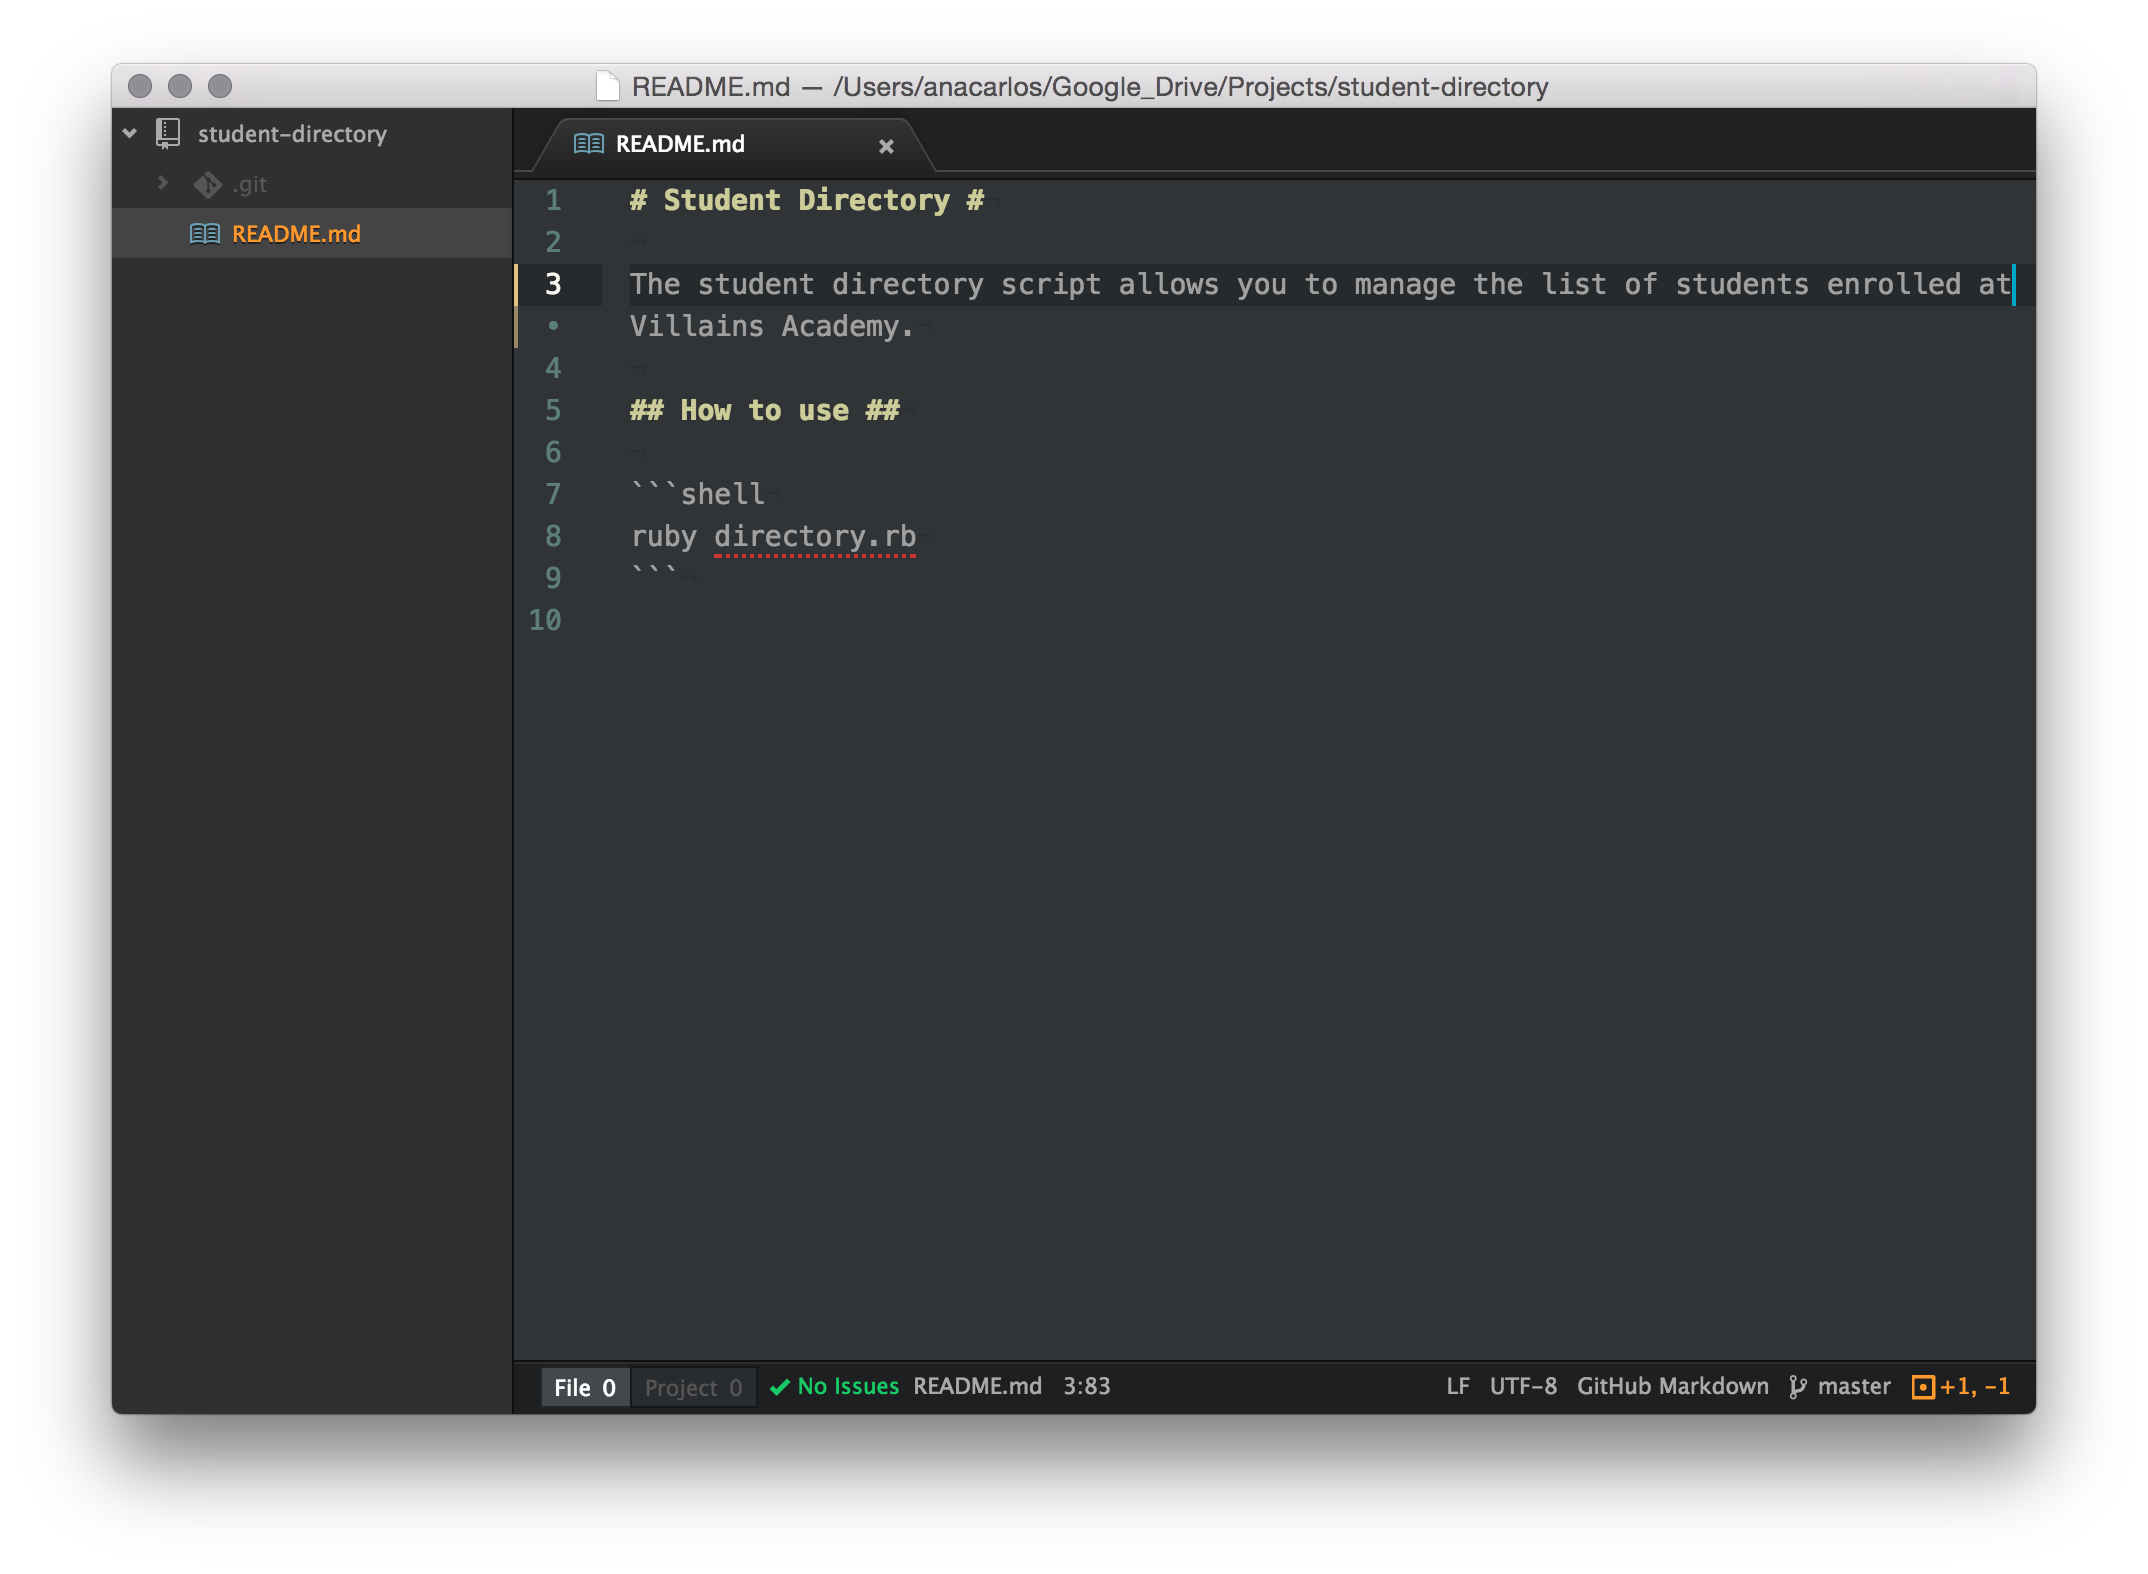 README.md — /Users/anacarlos/Google_Drive/Projects/student-directory
student-directory
.git
README.md
README.md
1 # Student Directory #
2
3 The student directory script allows you to manage the list of students enrolled at
• Villains Academy.
4
5 ## How to use ##
6
7 ```shell
8 ruby directory.rb
9 ```
10
File 0 Project 0 No Issues README.md 3:83 LF UTF-8 GitHub Markdown master +1, -1